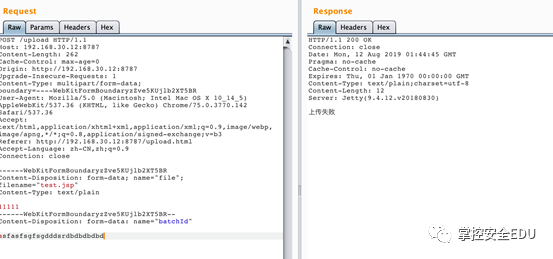 Request
Raw Params Headers Hex
POST /upload HTTP/1.1
Host: 192.168.30.12:8787
Content-Length: 262
Cache-Control: max-age=0
Origin: http://192.168.30.12:8787
Upgrade-Insecure-Requests: 1
Content-Type: multipart/form-data;
boundary=----WebKitFormBoundaryzZve5KUjlb2XT5BR
User-Agent: Mozilla/5.0 (Macintosh; Intel Mac OS X 10_14_5)
AppleWebKit/537.36 (KHTML, like Gecko) Chrome/75.0.3770.142
Safari/537.36
Accept:
text/html,application/xhtml+xml,application/xml;q=0.9,image/webp,
image/apng,*/*;q=0.8,application/signed-exchange;v=b3
Referer: http://192.168.30.12:8787/upload.html
Accept-Language: zh-CN,zh;q=0.9
Connection: close
------WebKitFormBoundaryzZve5KUjlb2XT5BR
Content-Disposition: form-data; name="file";
filename="test.jsp"
Content-Type: text/plain
11111
------WebKitFormBoundaryzZve5KUjlb2XT5BR--
Content-Disposition: form-data; name="batchId"
asfasfsgfsgdddsrdbdbdbdbd
Response
Raw Headers Hex
HTTP/1.1 200 OK
Connection: close
Date: Mon, 12 Aug 2019 01:44:45 GMT
Pragma: no-cache
Cache-Control: no-cache
Expires: Thu, 01 Jan 1970 00:00:00 GMT
Content-Type: text/plain;charset=utf-8
Content-Length: 12
Server: Jetty(9.4.12.v20180830)
上传失败
掌控安全EDU